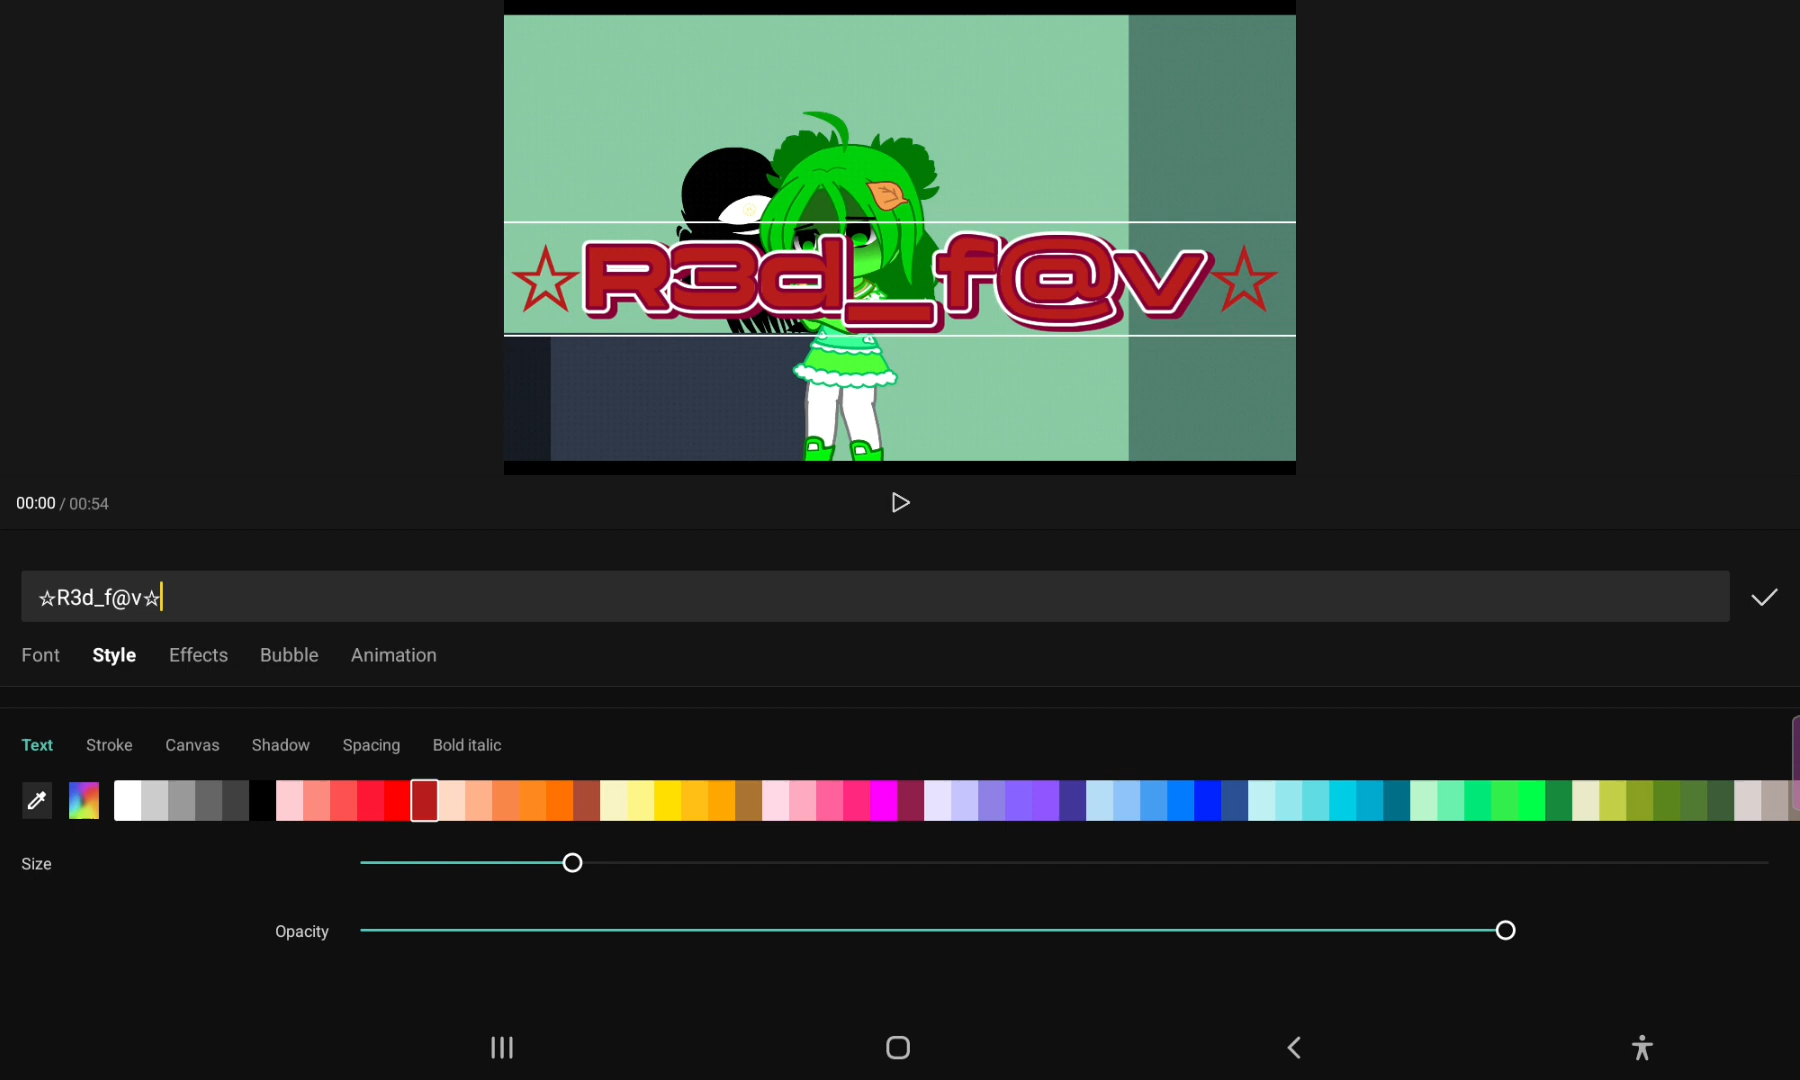 ☆R3d_f@v☆
00:00 / 00:54
☆R3d_f@v☆
Font Style Effects Bubble Animation
Text Stroke Canvas Shadow Spacing Bold italic
Size
Opacity